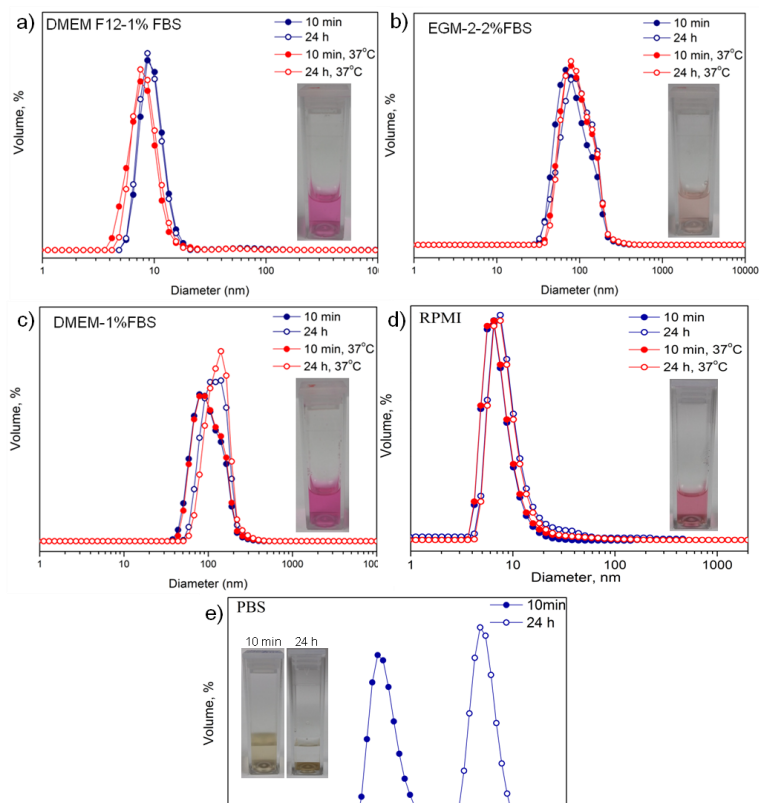 a)
DMEM F12-1% FBS
10 min
24 h
10 min, 37°C
24 h, 37°C
Volume, %
1
10
100
Diameter (nm)
b)
EGM-2-2%FBS
10 min
24 h
10 min, 37°C
24 h, 37°C
Volume, %
1
10
100
1000
10000
Diameter (nm)
c)
DMEM-1%FBS
10 min
24 h
10 min, 37°C
24 h, 37°C
Volume, %
1
10
100
1000
Diameter (nm)
d)
RPMI
10 min
24 h
10 min, 37°C
24 h, 37°C
Volume, %
1
10
100
1000
Diameter, nm
e)
PBS
10 min
24 h
10min
24 h
Volume, %